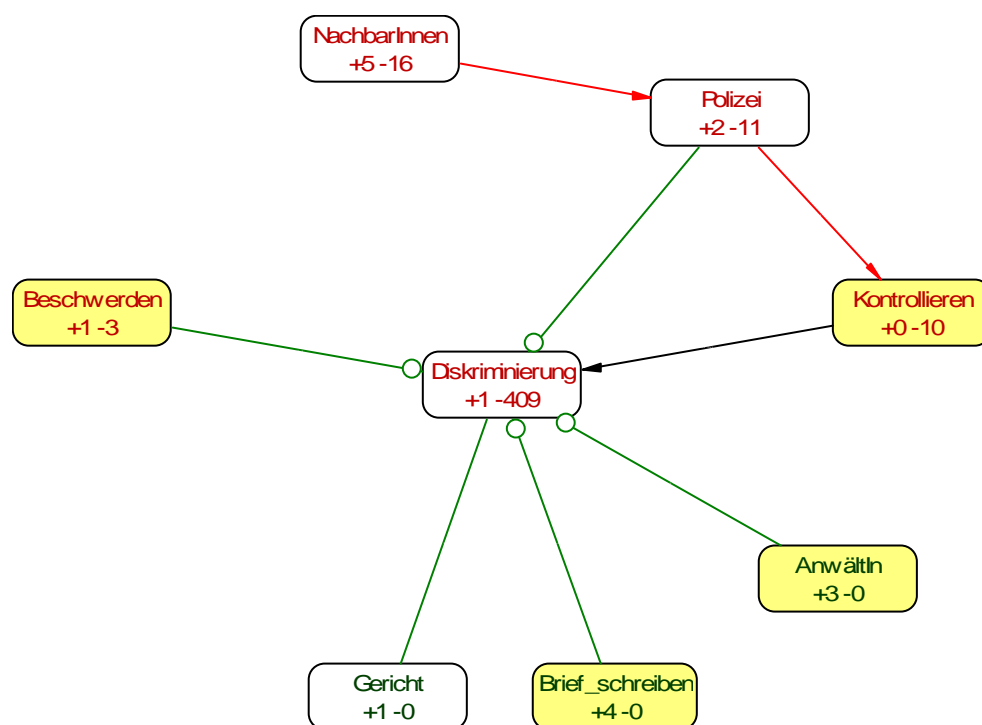 NachbarInnen
+5 -16
Polizei
+2 -11
Beschwerden
+1 -3
Kontrollieren
+0 -10
Diskriminierung
+1 -409
AnwältIn
+3 -0
Gericht
+1 -0
Brief_schreiben
+4 -0